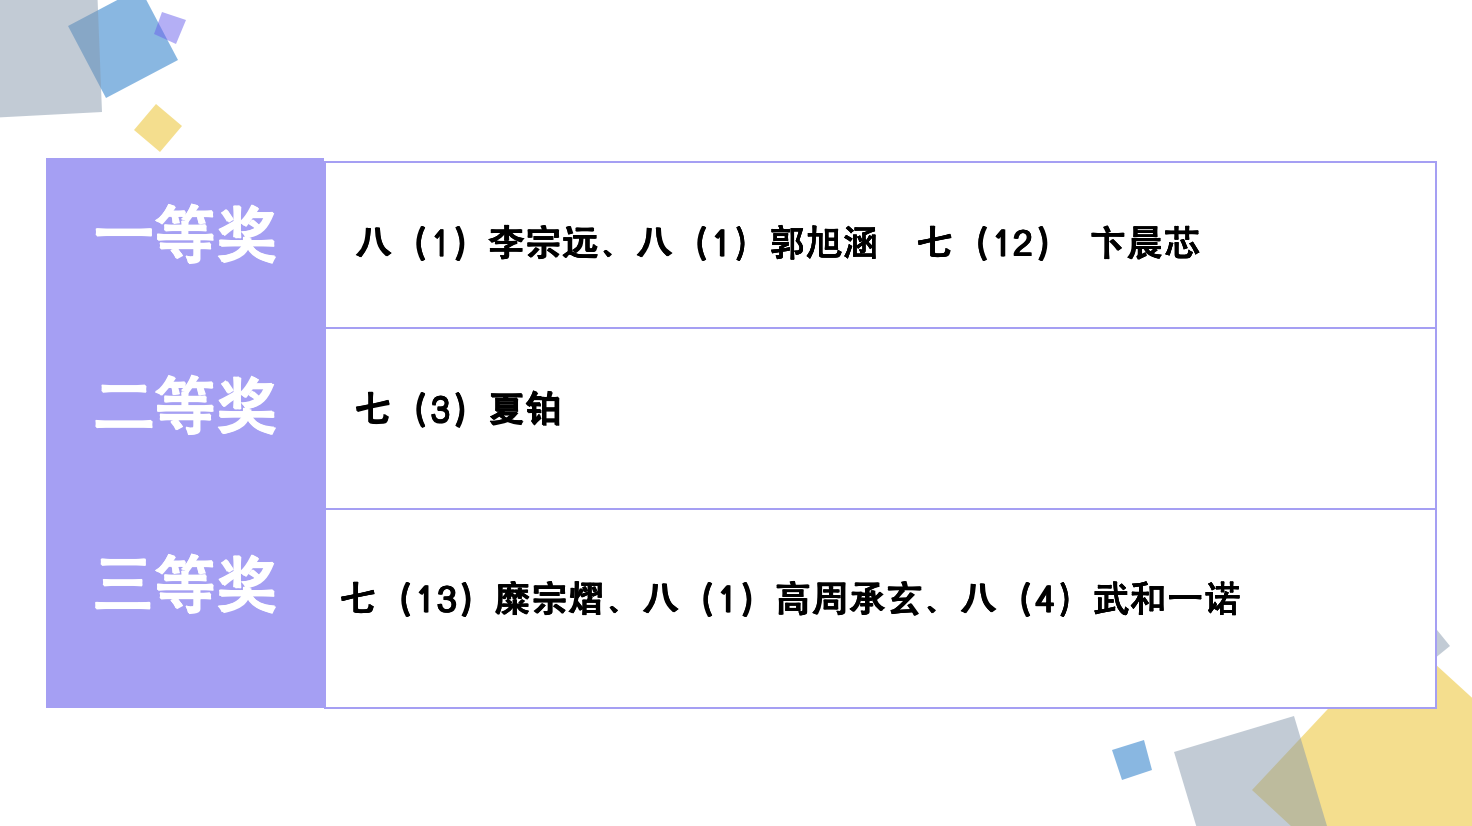 一等奖
八（1）李宗远、八（1）郭旭涵　七（12）　卞晨芯
二等奖
七（3）夏铂
三等奖
七（13）糜宗熠、八（1）高周承玄、八（4）武和一诺